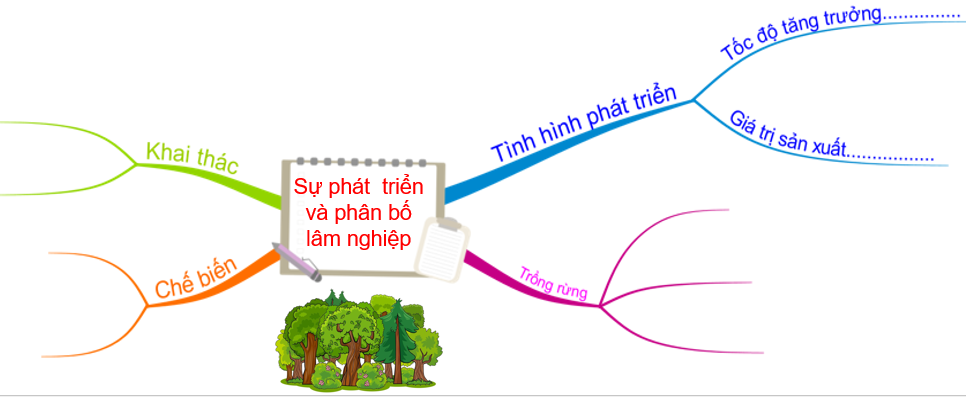 Sự phát triển
và phân bố
lâm nghiệp
Tình hình phát triển
Tốc độ tăng trưởng...............
Giá trị sản xuất.................
Trồng rừng
Khai thác
Chế biến